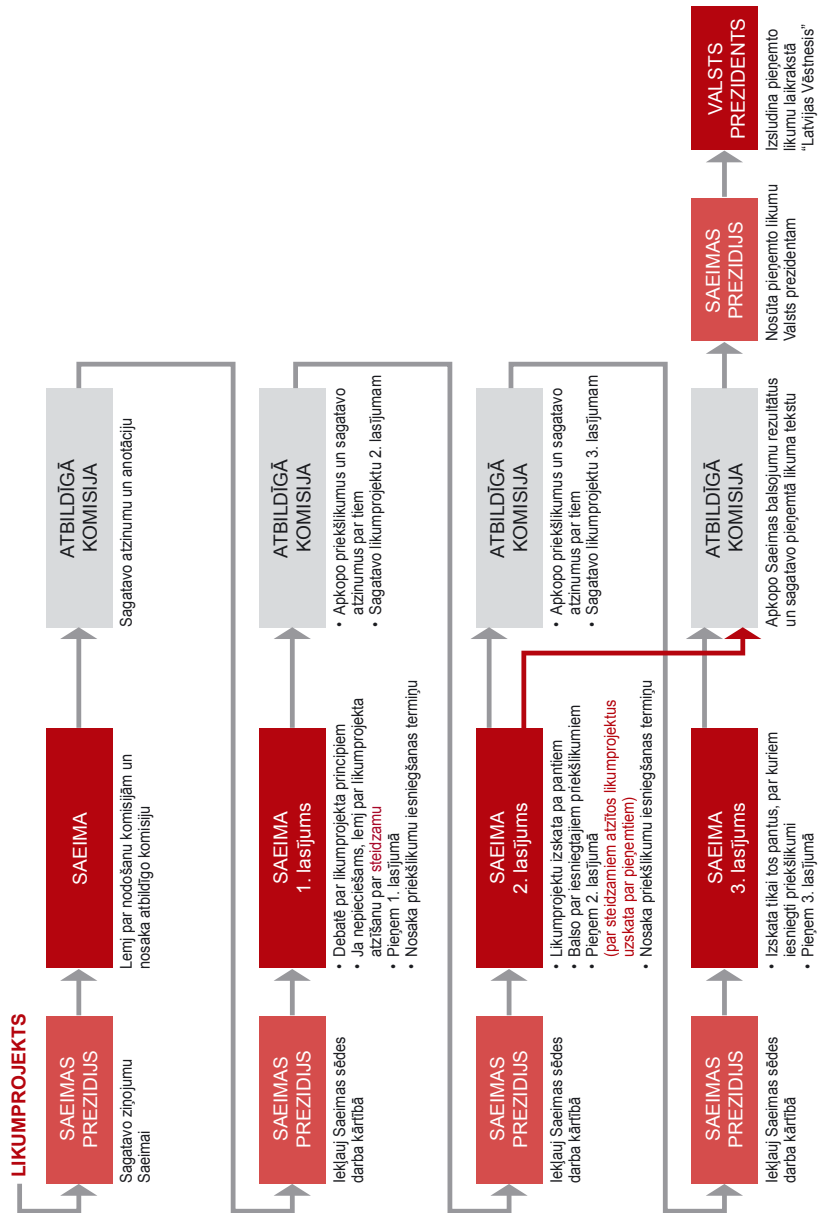 LIKUMPROJEKTS
SAEIMAS
PREZIDIJS
Sagatavo ziņojumu
Saeimai
SAEIMA
Lemj par nodošanu komisijām un
nosaka atbildīgo komisiju
ATBILDĪGĀ
KOMISIJA
Sagatavo atzinumu un anotāciju
SAEIMAS
PREZIDIJS
Iekļauj Saeimas sēdes
darba kārtībā
SAEIMA
1. lasījums
• Debatē par likumprojekta principiem
• Ja nepieciešams, lemj par likumprojekta
atzīšanu par steidzamu
• Pieņem 1. lasījumā
• Nosaka priekšlikumu iesniegšanas termiņu
ATBILDĪGĀ
KOMISIJA
• Apkopo priekšlikumus un sagatavo
atzinumus par tiem
• Sagatavo likumprojektu 2. lasījumam
SAEIMAS
PREZIDIJS
Iekļauj Saeimas sēdes
darba kārtībā
SAEIMA
2. lasījums
• Likumprojektu izskata pa pantiem
• Balso par iesniegtajiem priekšlikumiem
• Pieņem 2. lasījumā
(par steidzamiem atzītos likumprojektus
uzskata par pieņemtiem)
• Nosaka priekšlikumu iesniegšanas termiņu
ATBILDĪGĀ
KOMISIJA
• Apkopo priekšlikumus un sagatavo
atzinumus par tiem
• Sagatavo likumprojektu 3. lasījumam
SAEIMAS
PREZIDIJS
Iekļauj Saeimas sēdes
darba kārtībā
SAEIMA
3. lasījums
• Izskata tikai tos pantus, par kuriem
iesniegti priekšlikumi
• Pieņem 3. lasījumā
ATBILDĪGĀ
KOMISIJA
Apkopo Saeimas balsojumu rezultātus
un sagatavo pieņemtā likuma tekstu
SAEIMAS
PREZIDIJS
Nosūta pieņemto likumu
Valsts prezidentam
VALSTS
PREZIDENTS
Izsludina pieņemto
likumu laikrakstā
“Latvijas Vēstnesis”